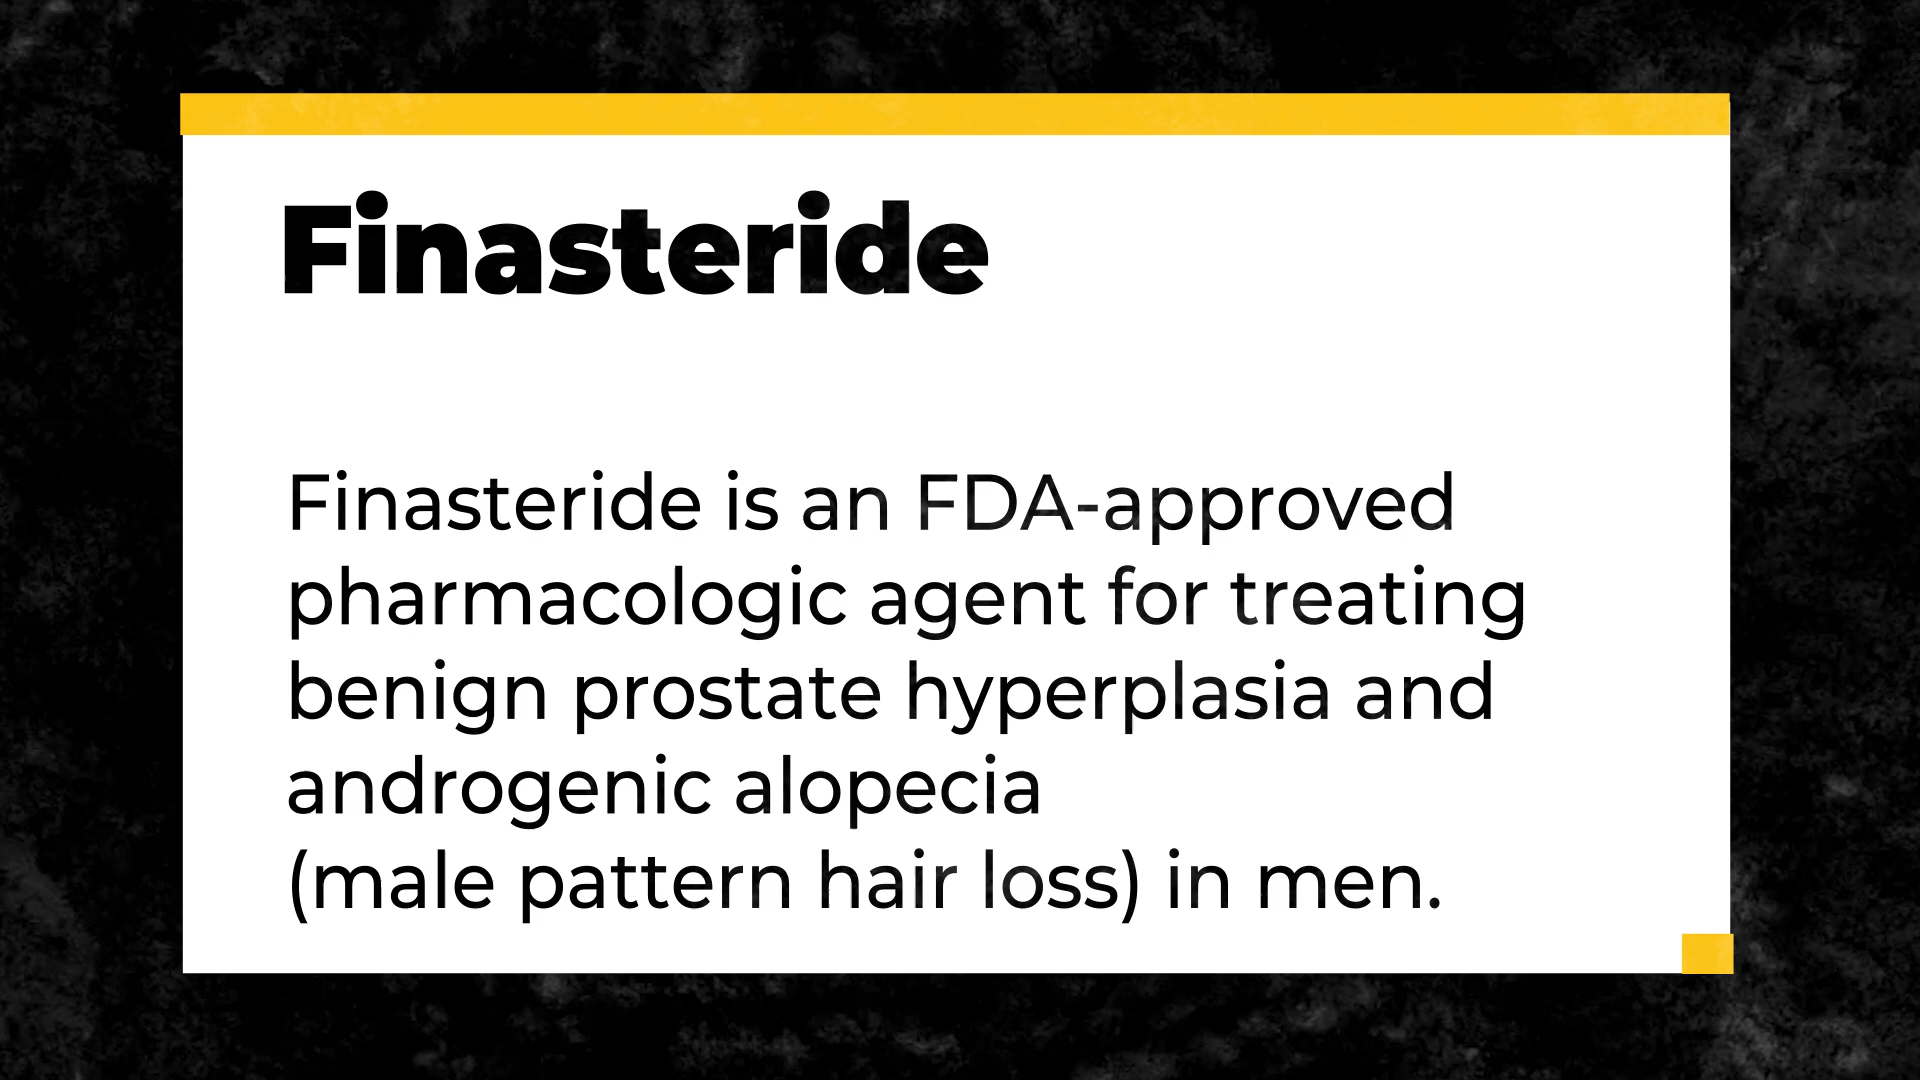 Finasteride
Finasteride is an FDA-approved
pharmacologic agent for treating
benign prostate hyperplasia and
androgenic alopecia
(male pattern hair loss) in men.